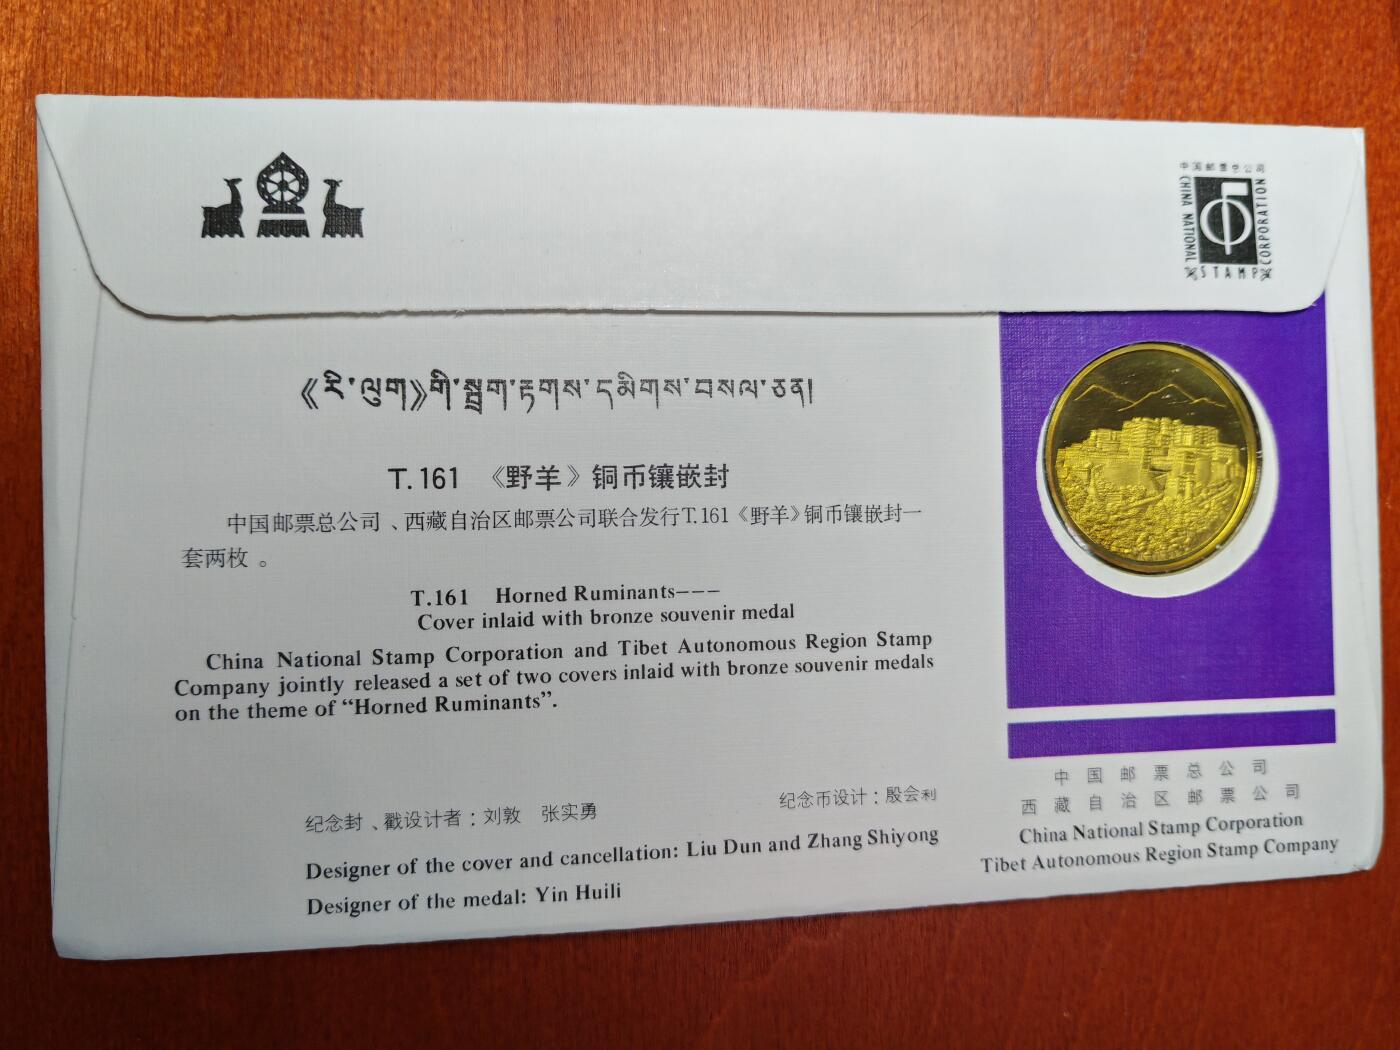 中国邮票总公司
CHINA NATIONAL
STAMP
CORPORATION
《རི་ལུག》གི་སྦྲག་རྟགས་དམིགས་བསལ་ཅན།
T.161 《野羊》铜币镶嵌封
中国邮票总公司、西藏自治区邮票公司联合发行T.161《野羊》铜币镶嵌封一
套两枚。
T.161 Horned Ruminants———
Cover inlaid with bronze souvenir medal
China National Stamp Corporation and Tibet Autonomous Region Stamp
Company jointly released a set of two covers inlaid with bronze souvenir medals
on the theme of “Horned Ruminants”.
纪念封、戳设计者：刘敦 张实勇
纪念币设计：殷会利
Designer of the cover and cancellation: Liu Dun and Zhang Shiyong
Designer of the medal: Yin Huili
中国邮票总公司
西藏自治区邮票公司
China National Stamp Corporation
Tibet Autonomous Region Stamp Company